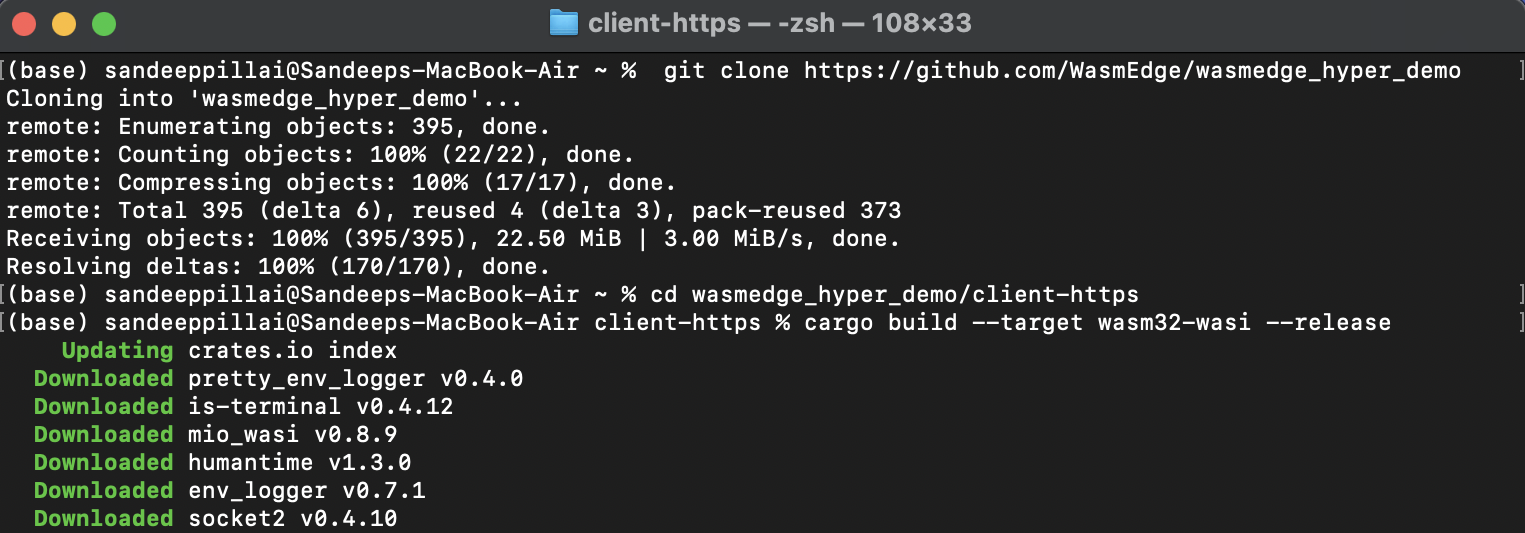 client-https — -zsh — 108×33
[(base) sandeeppillai@Sandeeps-MacBook-Air ~ %  git clone https://github.com/WasmEdge/wasmedge_hyper_demo ]
Cloning into 'wasmedge_hyper_demo'...
remote: Enumerating objects: 395, done.
remote: Counting objects: 100% (22/22), done.
remote: Compressing objects: 100% (17/17), done.
remote: Total 395 (delta 6), reused 4 (delta 3), pack-reused 373
Receiving objects: 100% (395/395), 22.50 MiB | 3.00 MiB/s, done.
Resolving deltas: 100% (170/170), done.
[(base) sandeeppillai@Sandeeps-MacBook-Air ~ % cd wasmedge_hyper_demo/client-https ]
[(base) sandeeppillai@Sandeeps-MacBook-Air client-https % cargo build --target wasm32-wasi --release ]
Updating crates.io index
Downloaded pretty_env_logger v0.4.0
Downloaded is-terminal v0.4.12
Downloaded mio_wasi v0.8.9
Downloaded humantime v1.3.0
Downloaded env_logger v0.7.1
Downloaded socket2 v0.4.10